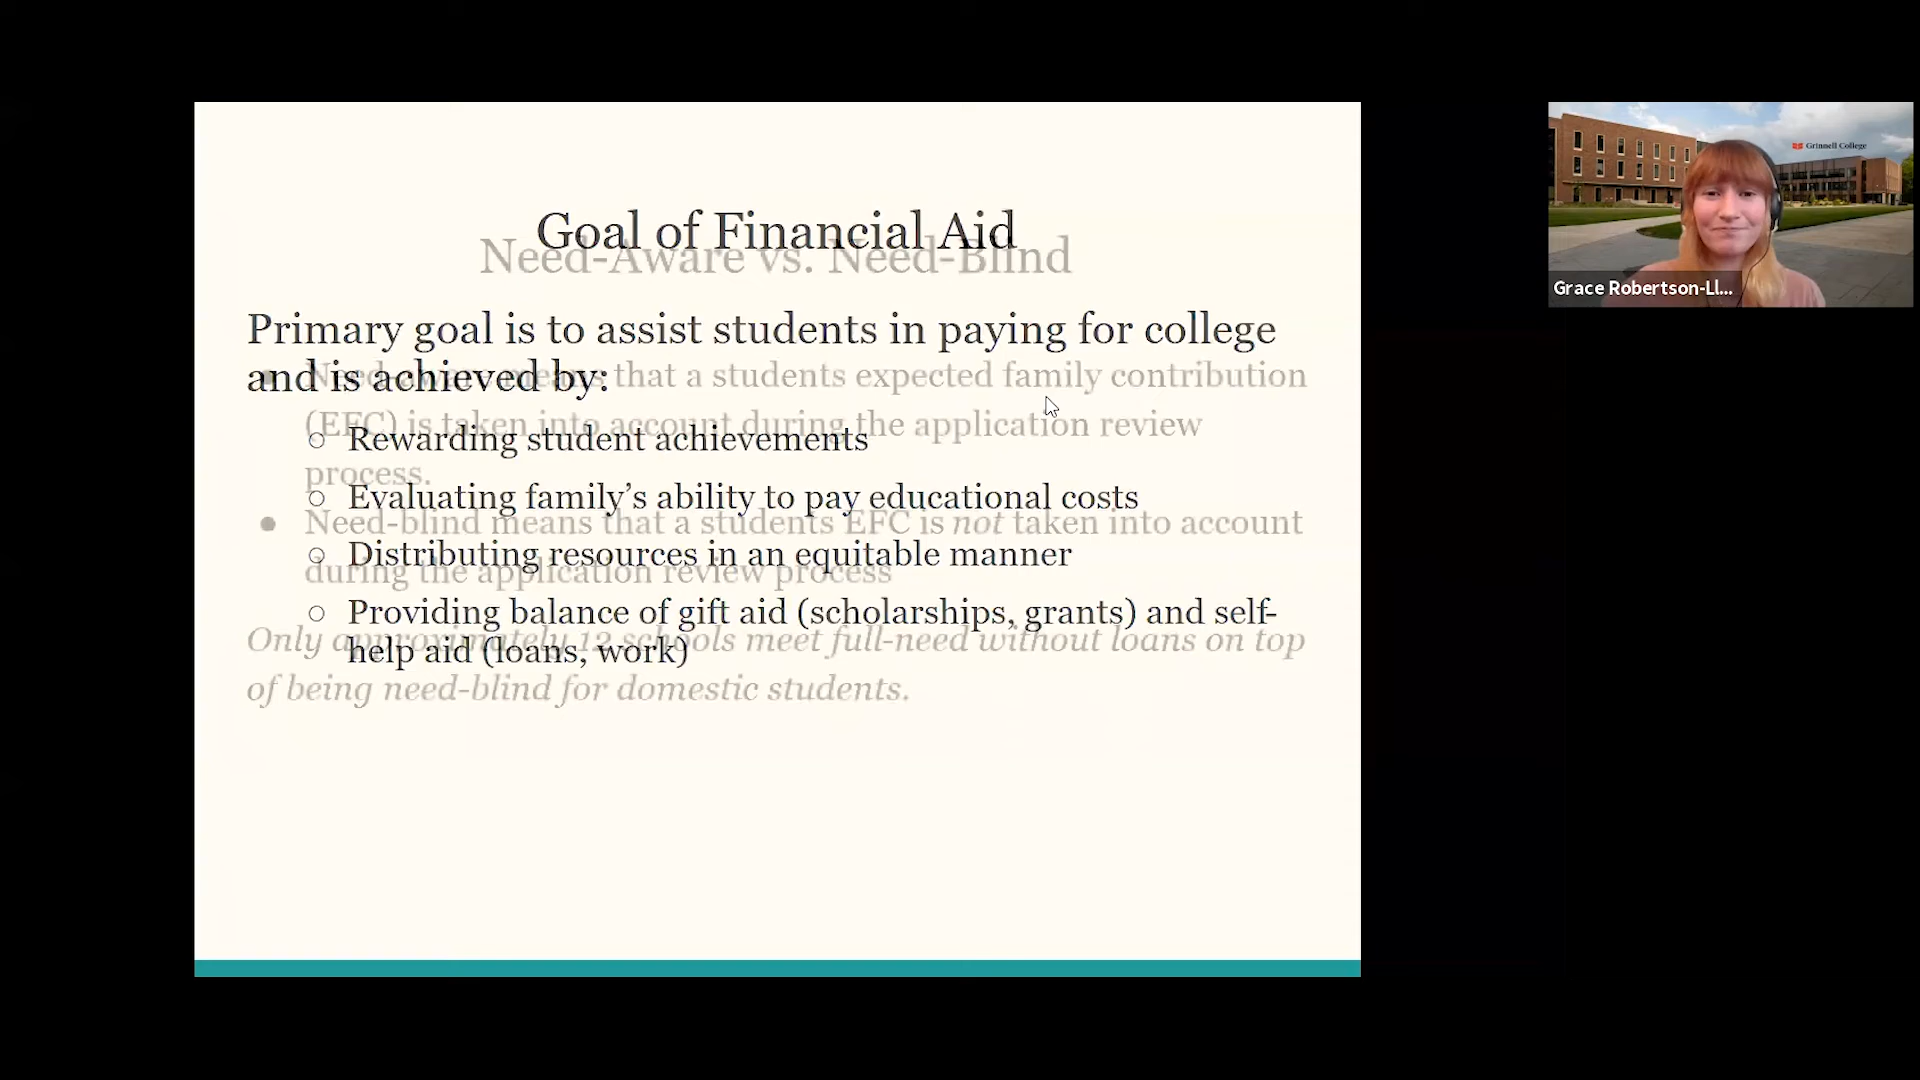 Goal of Financial Aid
Need-Aware vs. Need-Blind
Primary goal is to assist students in paying for college
and is achieved by:
Need-aware means that a students expected family contribution
(EFC) is taken into account during the application review
process.
○ Rewarding student achievements
○ Evaluating family’s ability to pay educational costs
● Need-blind means that a students EFC is not taken into account
during the application review process
○ Distributing resources in an equitable manner
○ Providing balance of gift aid (scholarships, grants) and self-
help aid (loans, work)
Only approximately 12 schools meet full-need without loans on top
of being need-blind for domestic students.
Grinnell College
Grace Robertson-Ll...